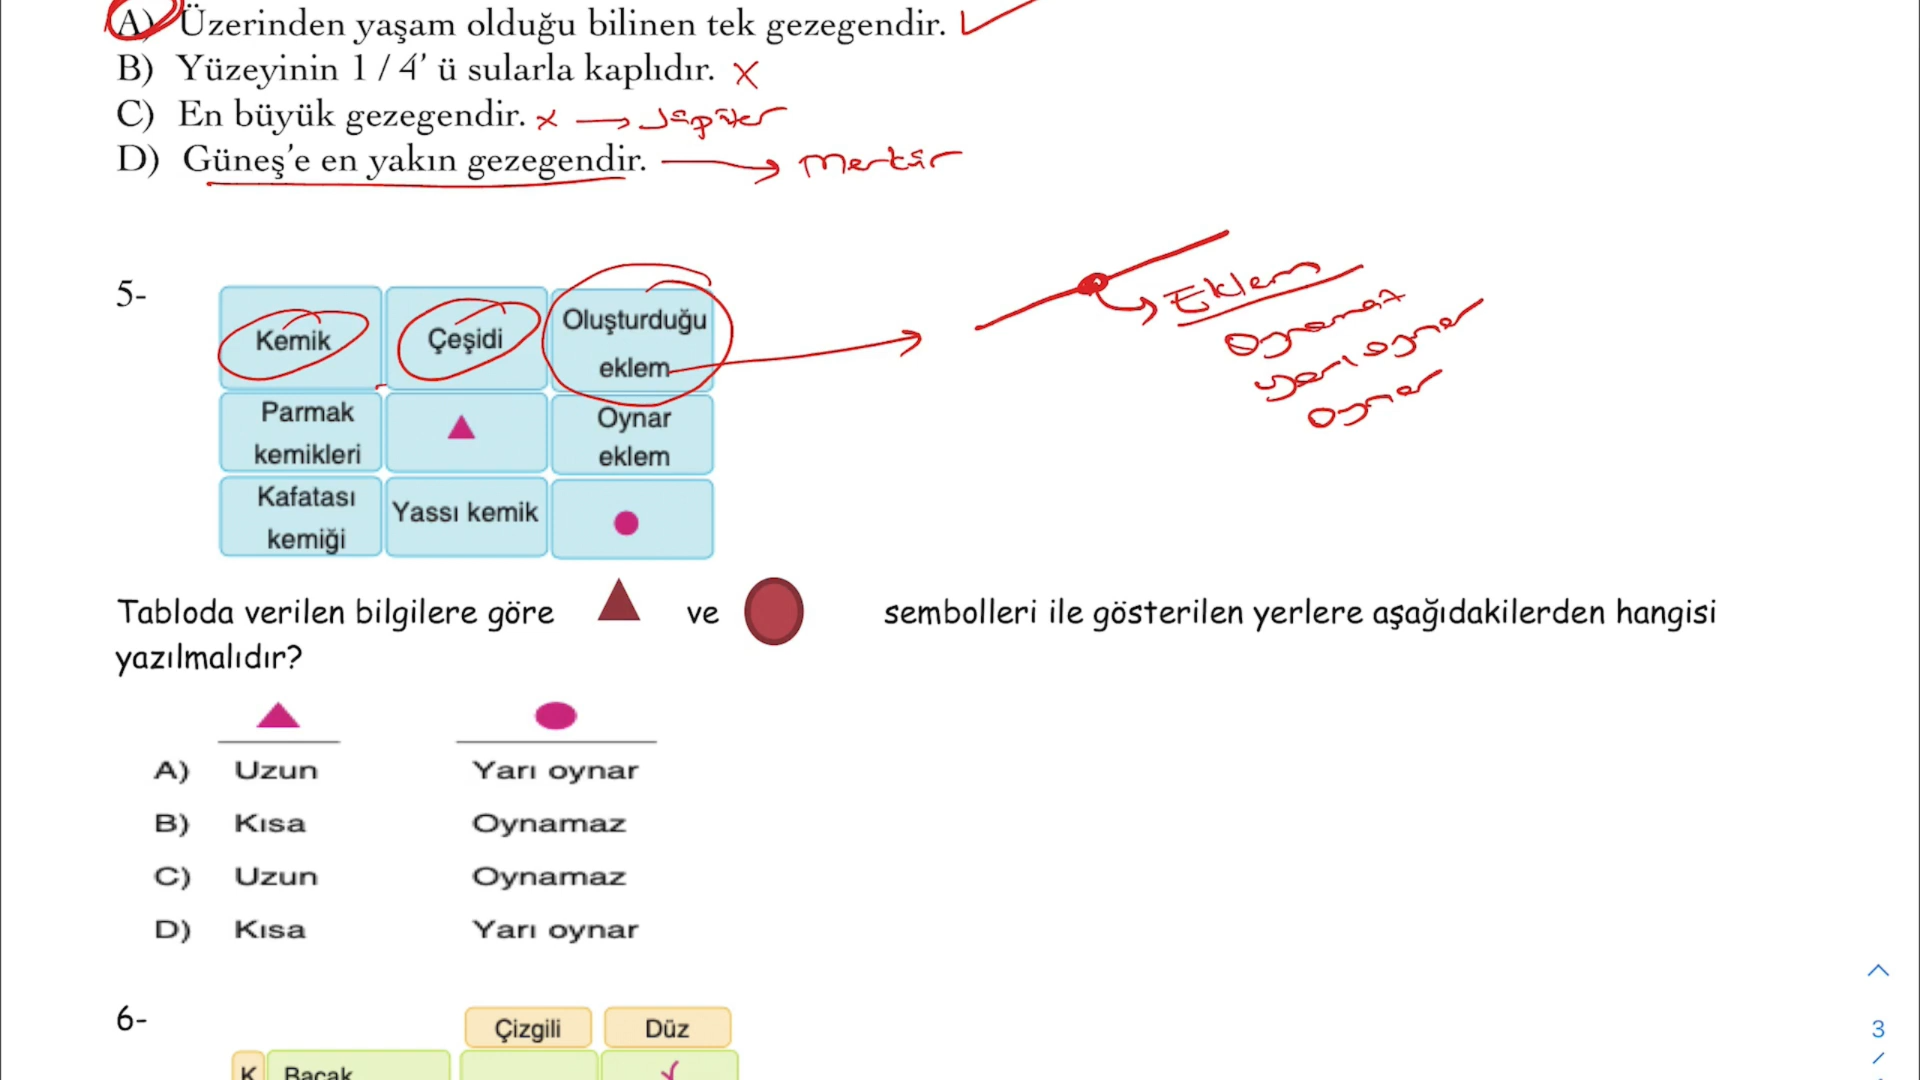 A) Üzerinden yaşam olduğu bilinen tek gezegendir.
B) Yüzeyinin 1 / 4' ü sularla kaplıdır. x
C) En büyük gezegendir. x → Jüpiter
D) Güneş'e en yakın gezegendir. → Merkür
5-
Kemik Çeşidi Oluşturduğu eklem
Parmak kemikleri Oynar eklem
Kafatası kemiği Yassı kemik
Eklem
oynamaz
yarı oynar
oynar
Tabloda verilen bilgilere göre ve sembolleri ile gösterilen yerlere aşağıdakilerden hangisi
yazılmalıdır?
A) Uzun Yarı oynar
B) Kısa Oynamaz
C) Uzun Oynamaz
D) Kısa Yarı oynar
6-
Çizgili Düz
K Bacak
3
/